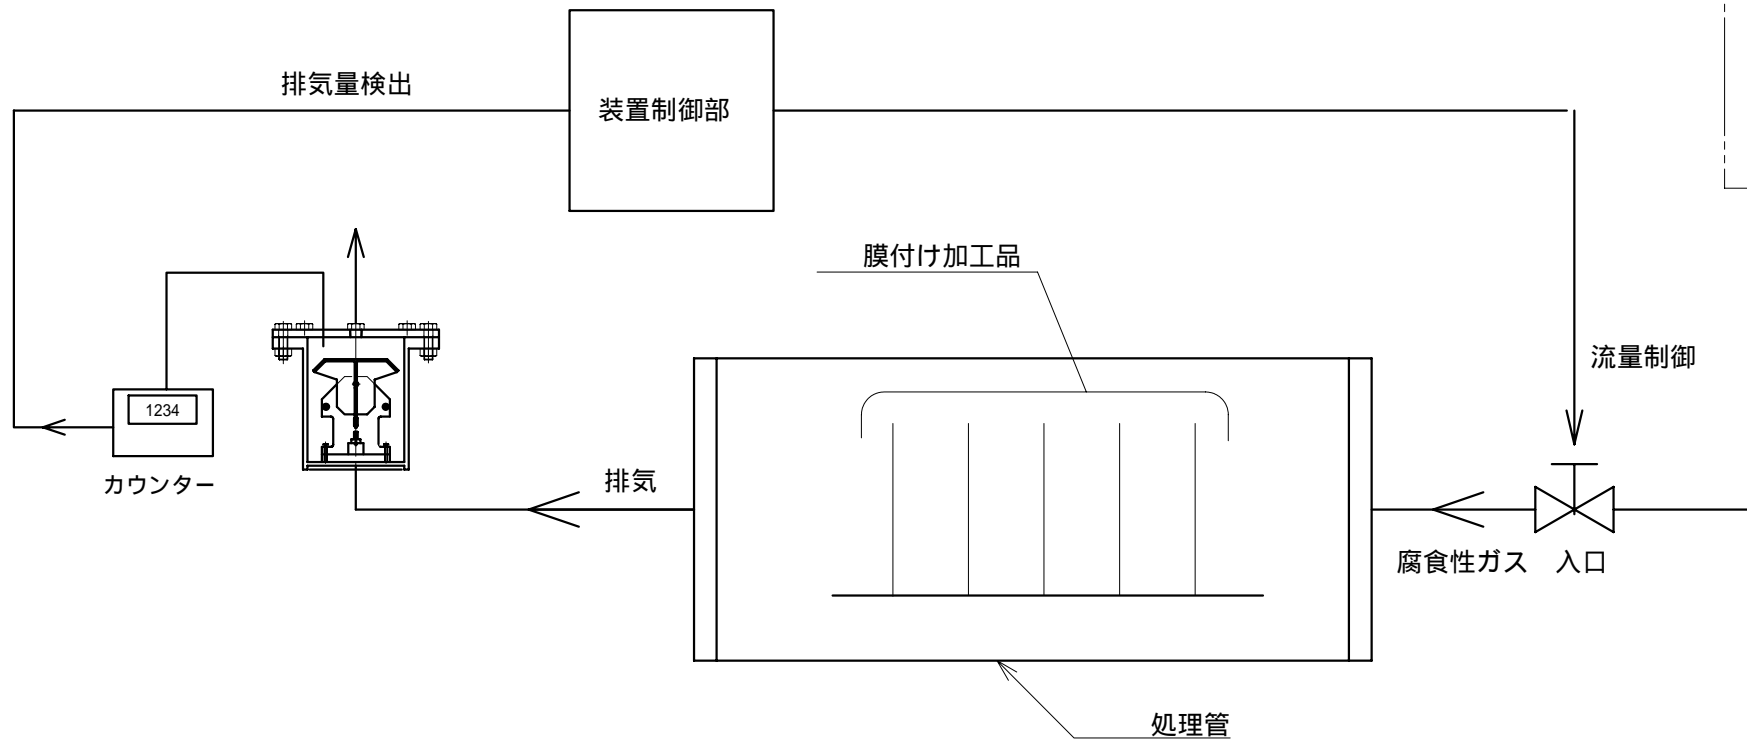 排気量検出
装置制御部
膜付け加工品
流量制御
1234
カウンター
排気
腐食性ガス 入口
処理管